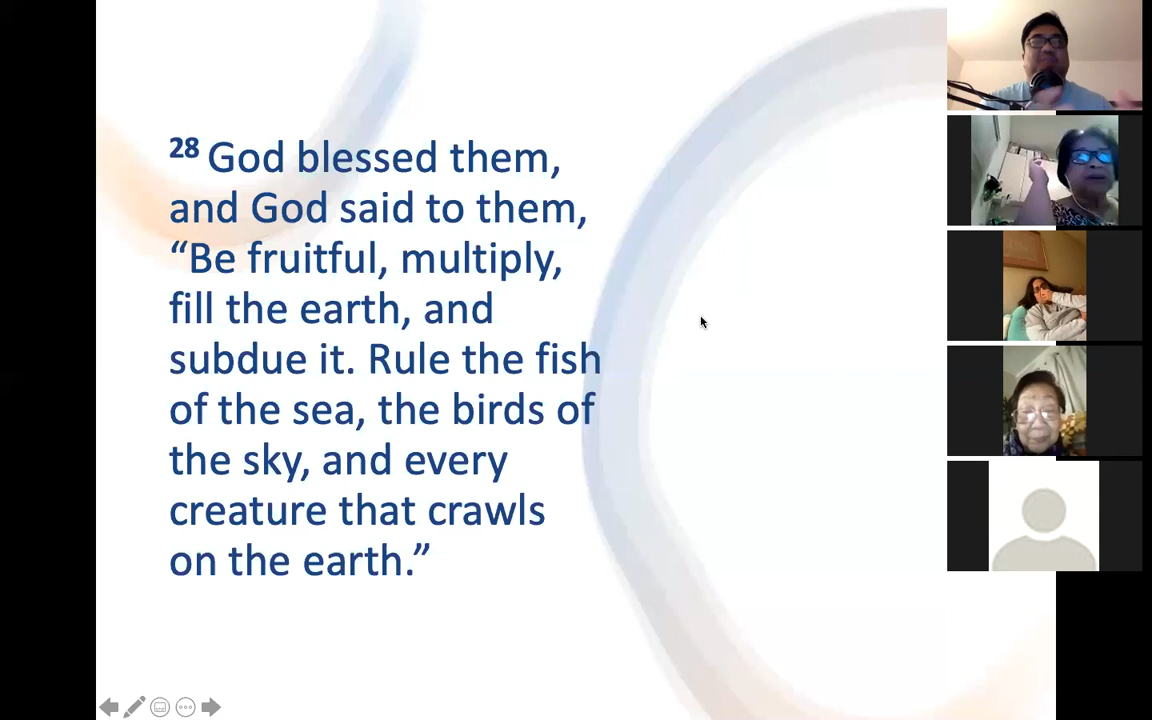 28 God blessed them,
and God said to them,
“Be fruitful, multiply,
fill the earth, and
subdue it. Rule the fish
of the sea, the birds of
the sky, and every
creature that crawls
on the earth.”